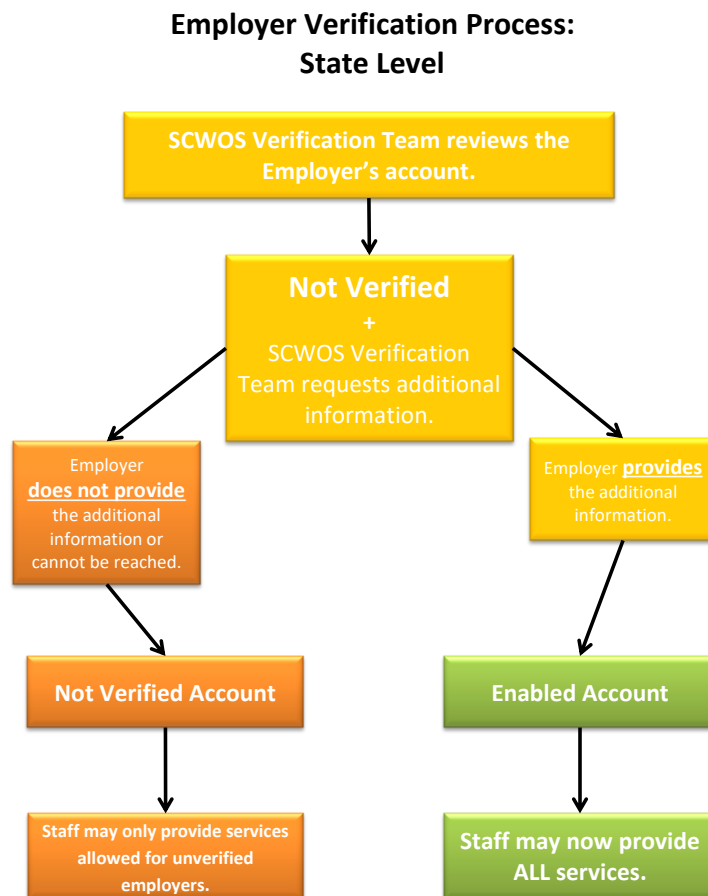 Employer Verification Process:
State Level
SCWOS Verification Team reviews the
Employer’s account.
Not Verified
+
SCWOS Verification
Team requests additional
information.
Employer
does not provide
the additional
information or
cannot be reached.
Employer provides
the additional
information.
Not Verified Account
Enabled Account
Staff may only provide services
allowed for unverified
employers.
Staff may now provide
ALL services.